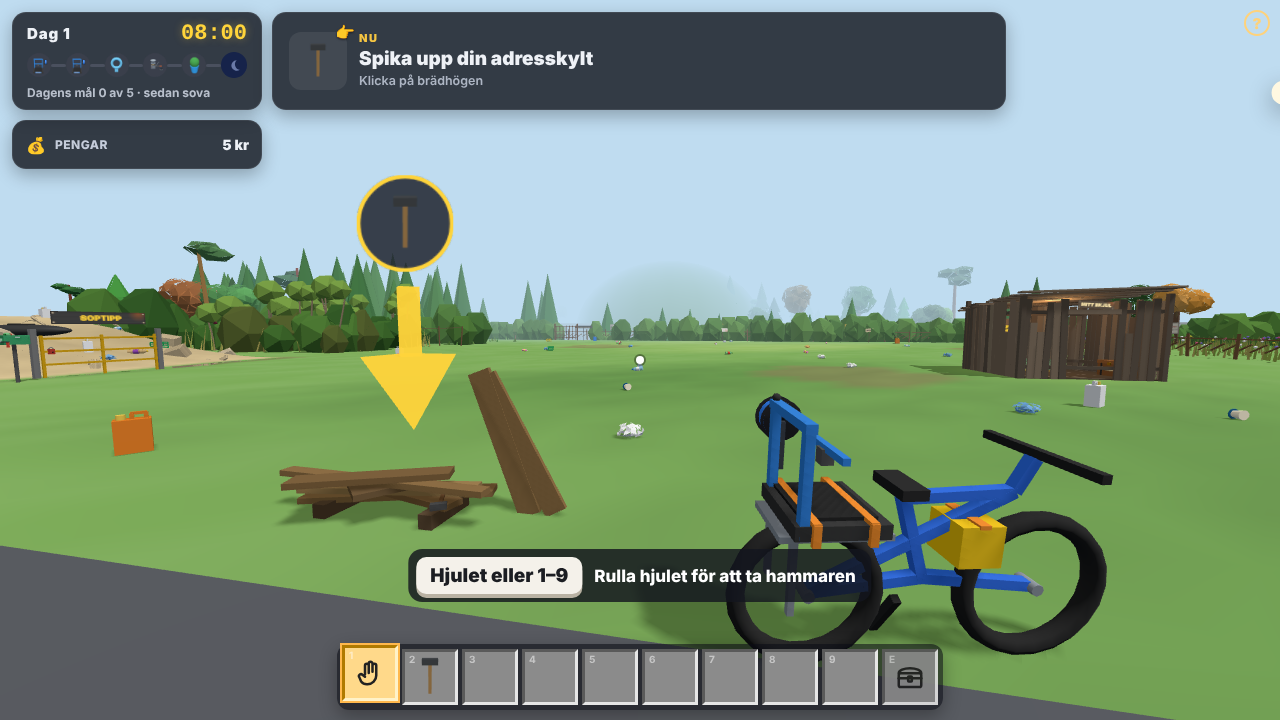 Dag 1
08:00
Dagens mål 0 av 5 · sedan sova
PENGAR
5 kr
NU
Spika upp din adresskylt
Klicka på brädhögen
SOPTIPP
Hjulet eller 1–9
Rulla hjulet för att ta hammaren
1
2
3
4
5
6
7
8
9
E